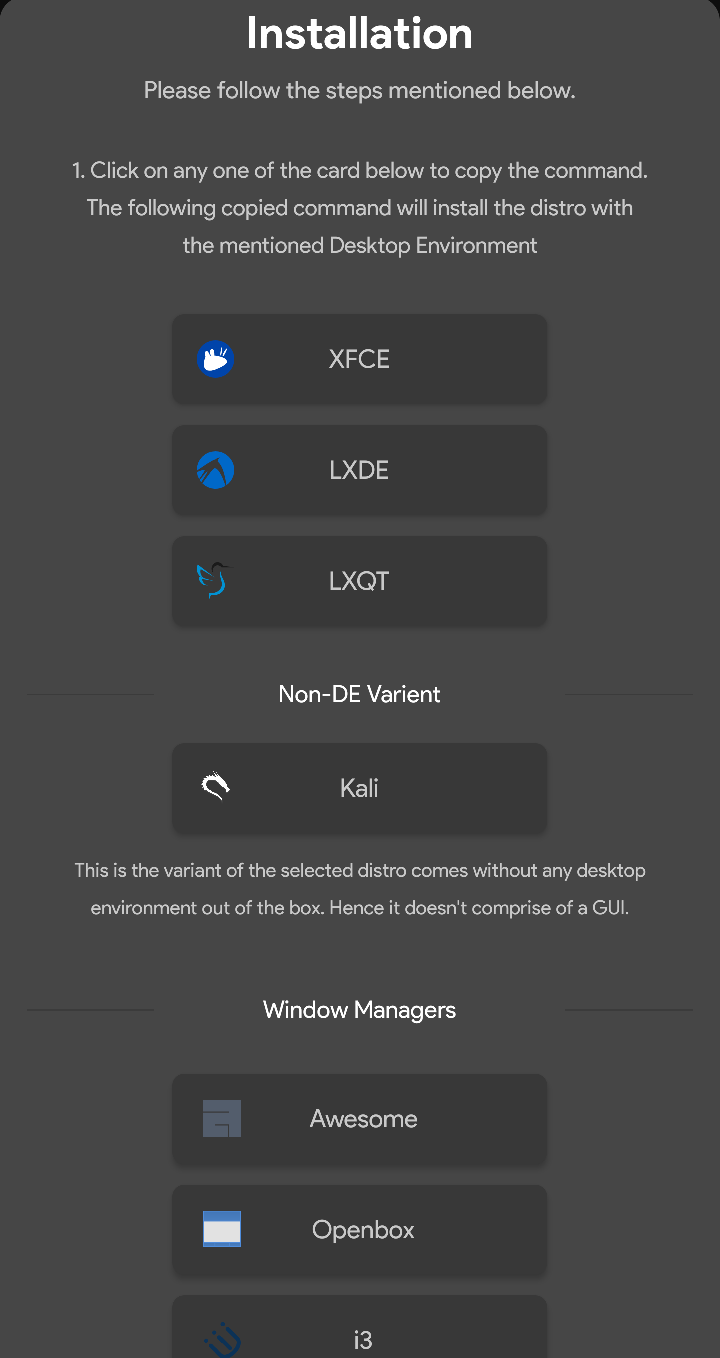 Installation
Please follow the steps mentioned below.
1. Click on any one of the card below to copy the command.
The following copied command will install the distro with
the mentioned Desktop Environment
XFCE
LXDE
LXQT
Non-DE Varient
Kali
This is the variant of the selected distro comes without any desktop
environment out of the box. Hence it doesn't comprise of a GUI.
Window Managers
Awesome
Openbox
i3